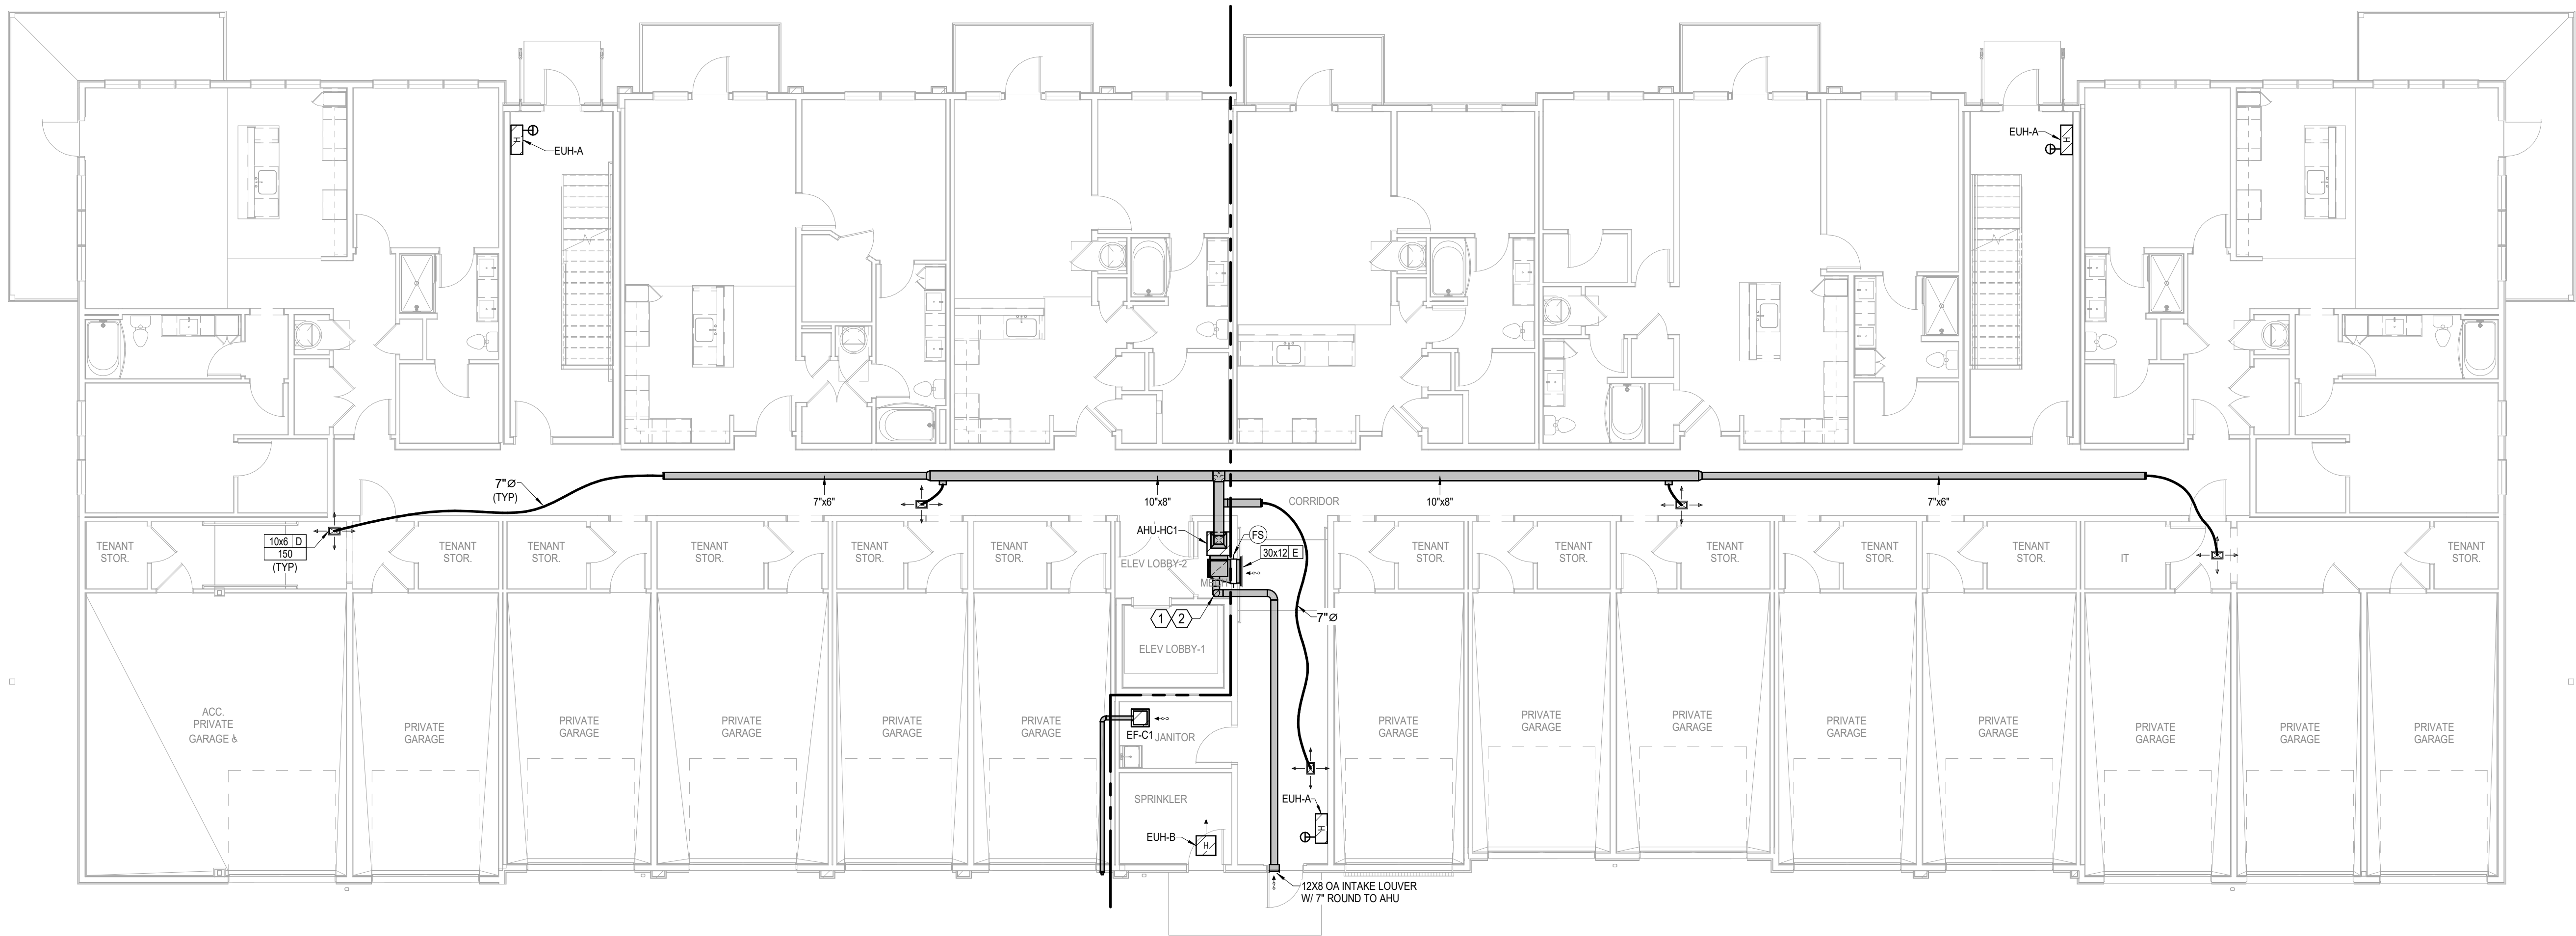 EUH-A
EUH-A
7"Ø
(TYP)
7"x6"
10"x8"
10"x8"
7"x6"
CORRIDOR
AHU-HC1
FS
30x12 E
10x6 D
150
(TYP)
TENANT
STOR.
TENANT
STOR.
TENANT
STOR.
TENANT
STOR.
TENANT
STOR.
TENANT
STOR.
ELEV LOBBY-2
TENANT
STOR.
TENANT
STOR.
TENANT
STOR.
TENANT
STOR.
TENANT
STOR.
IT
TENANT
STOR.
1 2
7"Ø
ELEV LOBBY-1
ACC.
PRIVATE
GARAGE ♿
PRIVATE
GARAGE
PRIVATE
GARAGE
PRIVATE
GARAGE
PRIVATE
GARAGE
PRIVATE
GARAGE
EF-C1
JANITOR
PRIVATE
GARAGE
PRIVATE
GARAGE
PRIVATE
GARAGE
PRIVATE
GARAGE
PRIVATE
GARAGE
PRIVATE
GARAGE
PRIVATE
GARAGE
PRIVATE
GARAGE
SPRINKLER
EUH-A
EUH-B
H
H
H
H
12X8 OA INTAKE LOUVER
W/ 7" ROUND TO AHU